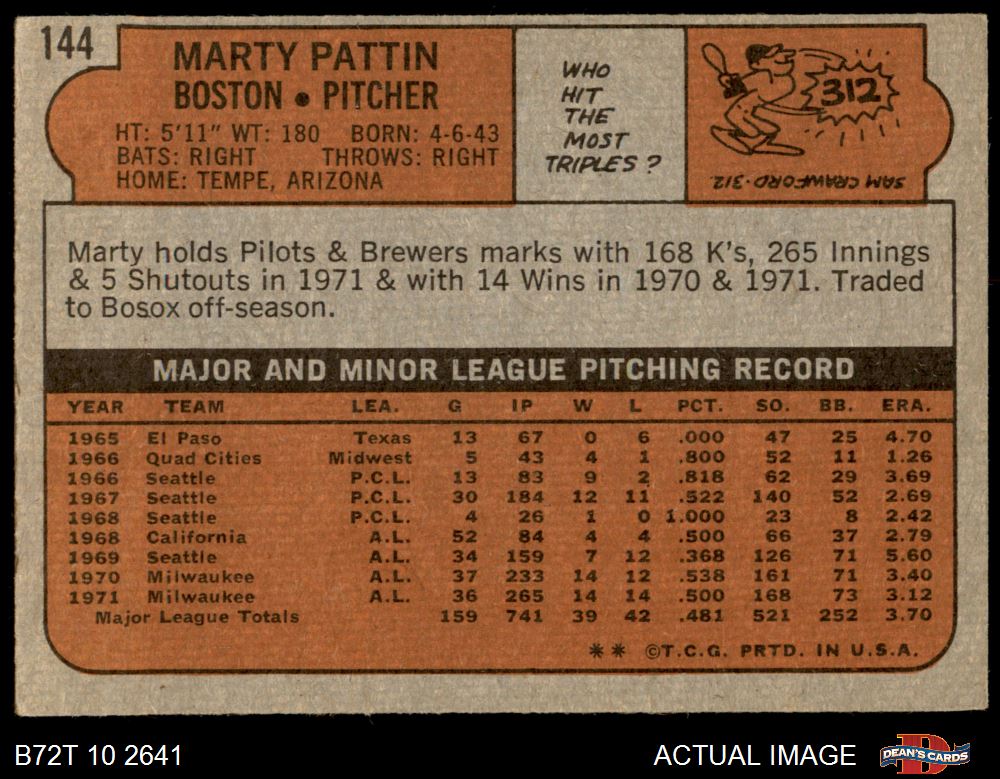 144
MARTY PATTIN
BOSTON • PITCHER
HT: 5'11" WT: 180 BORN: 4-6-43
BATS: RIGHT THROWS: RIGHT
HOME: TEMPE, ARIZONA
WHO
HIT
THE
MOST
TRIPLES?
312
SAM CRAWFORD-312
Marty holds Pilots & Brewers marks with 168 K's, 265 Innings
& 5 Shutouts in 1971 & with 14 Wins in 1970 & 1971. Traded
to Bosox off-season.
MAJOR AND MINOR LEAGUE PITCHING RECORD
YEAR TEAM LEA. G IP W L PCT. SO. BB. ERA.
1965 El Paso Texas 13 67 0 6 .000 47 25 4.70
1966 Quad Cities Midwest 5 43 4 1 .800 52 11 1.26
1966 Seattle P.C.L. 13 83 9 2 .818 62 29 3.69
1967 Seattle P.C.L. 30 184 12 11 .522 140 52 2.69
1968 Seattle P.C.L. 4 26 1 0 1.000 23 8 2.42
1968 California A.L. 52 84 4 4 .500 66 37 2.79
1969 Seattle A.L. 34 159 7 12 .368 126 71 5.60
1970 Milwaukee A.L. 37 233 14 12 .538 161 71 3.40
1971 Milwaukee A.L. 36 265 14 14 .500 168 73 3.12
Major League Totals 159 741 39 42 .481 521 252 3.70
** ©T.C.G. PRTD. IN U.S.A.
B72T 10 2641
ACTUAL IMAGE
DEAN'S CARDS